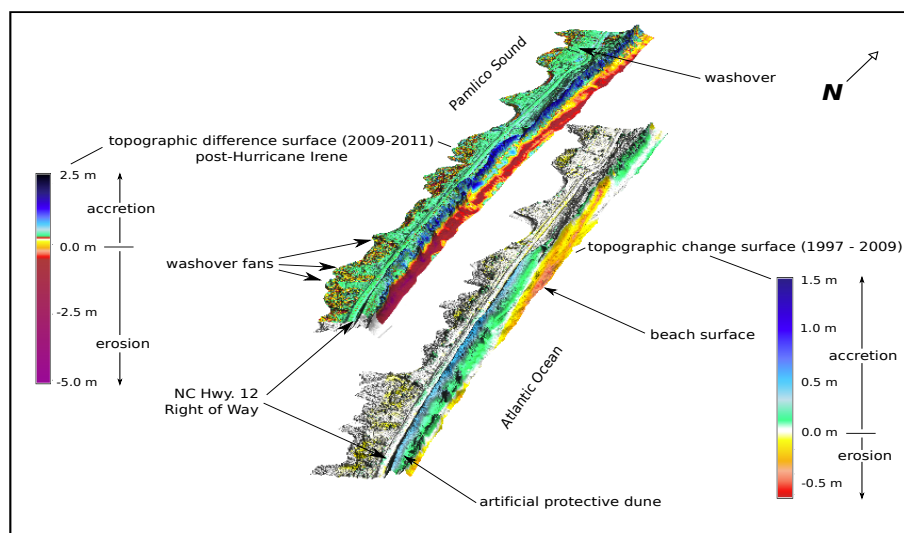 Pamlico Sound
washover
N
topographic difference surface (2009-2011)
post-Hurricane Irene
2.5 m
accretion
0.0 m
-2.5 m
erosion
-5.0 m
washover fans
topographic change surface (1997 - 2009)
1.5 m
1.0 m
accretion
0.5 m
0.0 m
erosion
-0.5 m
beach surface
NC Hwy. 12
Right of Way
Atlantic Ocean
artificial protective dune